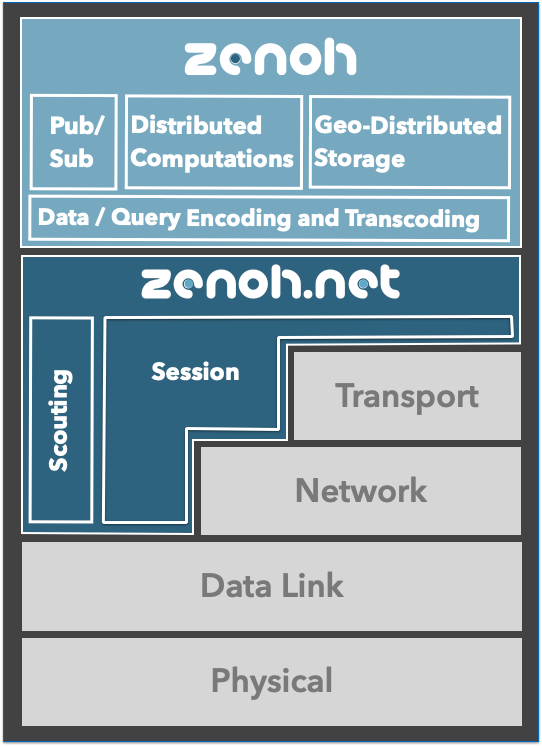 zenoh
Pub/
Sub
Distributed
Computations
Geo-Distributed
Storage
Data / Query Encoding and Transcoding
zenoh.net
Scouting
Session
Transport
Network
Data Link
Physical